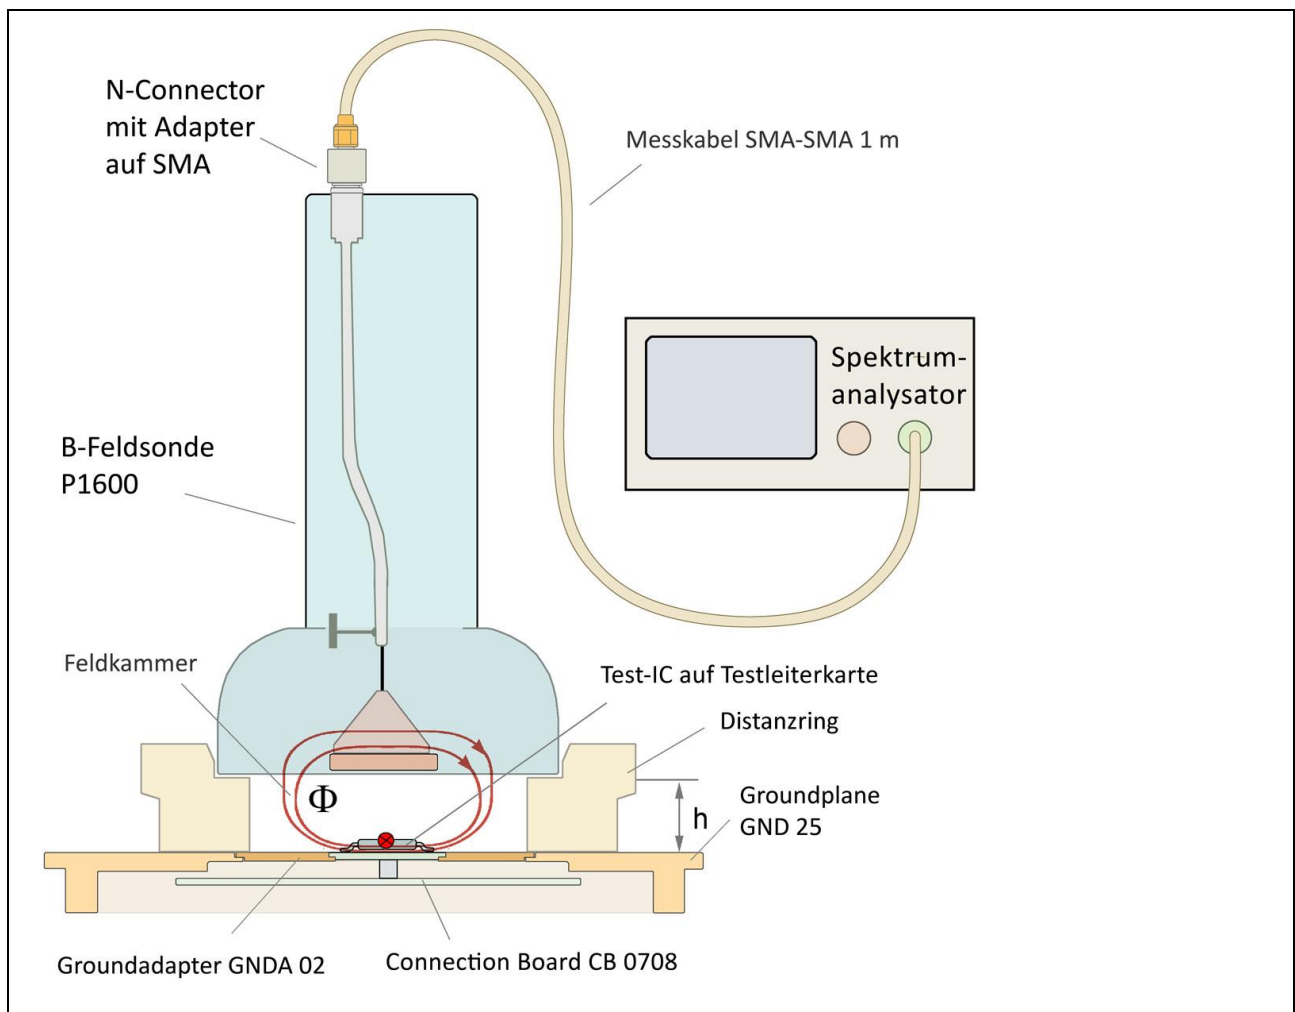 N-Connector
mit Adapter
auf SMA
Messkabel SMA-SMA 1 m
Spektrum-
analysator
B-Feldsonde
P1600
Feldkammer
Test-IC auf Testleiterkarte
Distanzring
Φ
h
Groundplane
GND 25
Groundadapter GNDA 02
Connection Board CB 0708